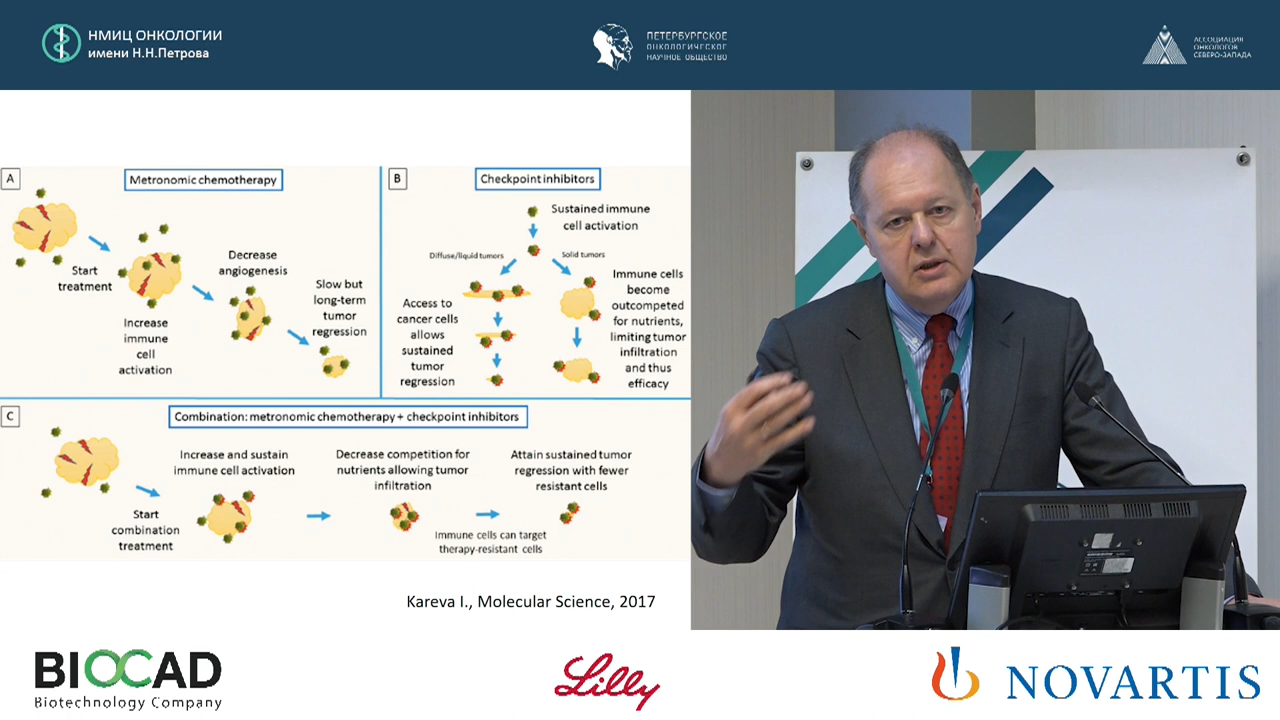 НМИЦ ОНКОЛОГИИ
имени Н.Н.Петрова
ПЕТЕРБУРГСКОЕ
ОНКОЛОГИЧЕСКОЕ
НАУЧНОЕ ОБЩЕСТВО
АССОЦИАЦИЯ
ОНКОЛОГОВ
СЕВЕРО-ЗАПАДА
A
Metronomic chemotherapy
Start
treatment
Increase
immune
cell
activation
Decrease
angiogenesis
Slow but
long-term
tumor
regression
B
Checkpoint inhibitors
Sustained immune
cell activation
Diffuse/liquid tumors
Solid tumors
Access to
cancer cells
allows
sustained
tumor
regression
Immune cells
become
outcompeted
for nutrients,
limiting tumor
infiltration
and thus
efficacy
C
Combination: metronomic chemotherapy + checkpoint inhibitors
Start
combination
treatment
Increase and sustain
immune cell activation
Decrease competition for
nutrients allowing tumor
infiltration
Immune cells can target
therapy-resistant cells
Attain sustained tumor
regression with fewer
resistant cells
Kareva I., Molecular Science, 2017
BIOCAD
Biotechnology Company
Lilly
NOVARTIS